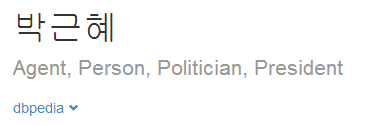 박근혜
Agent, Person, Politician, President
dbpedia